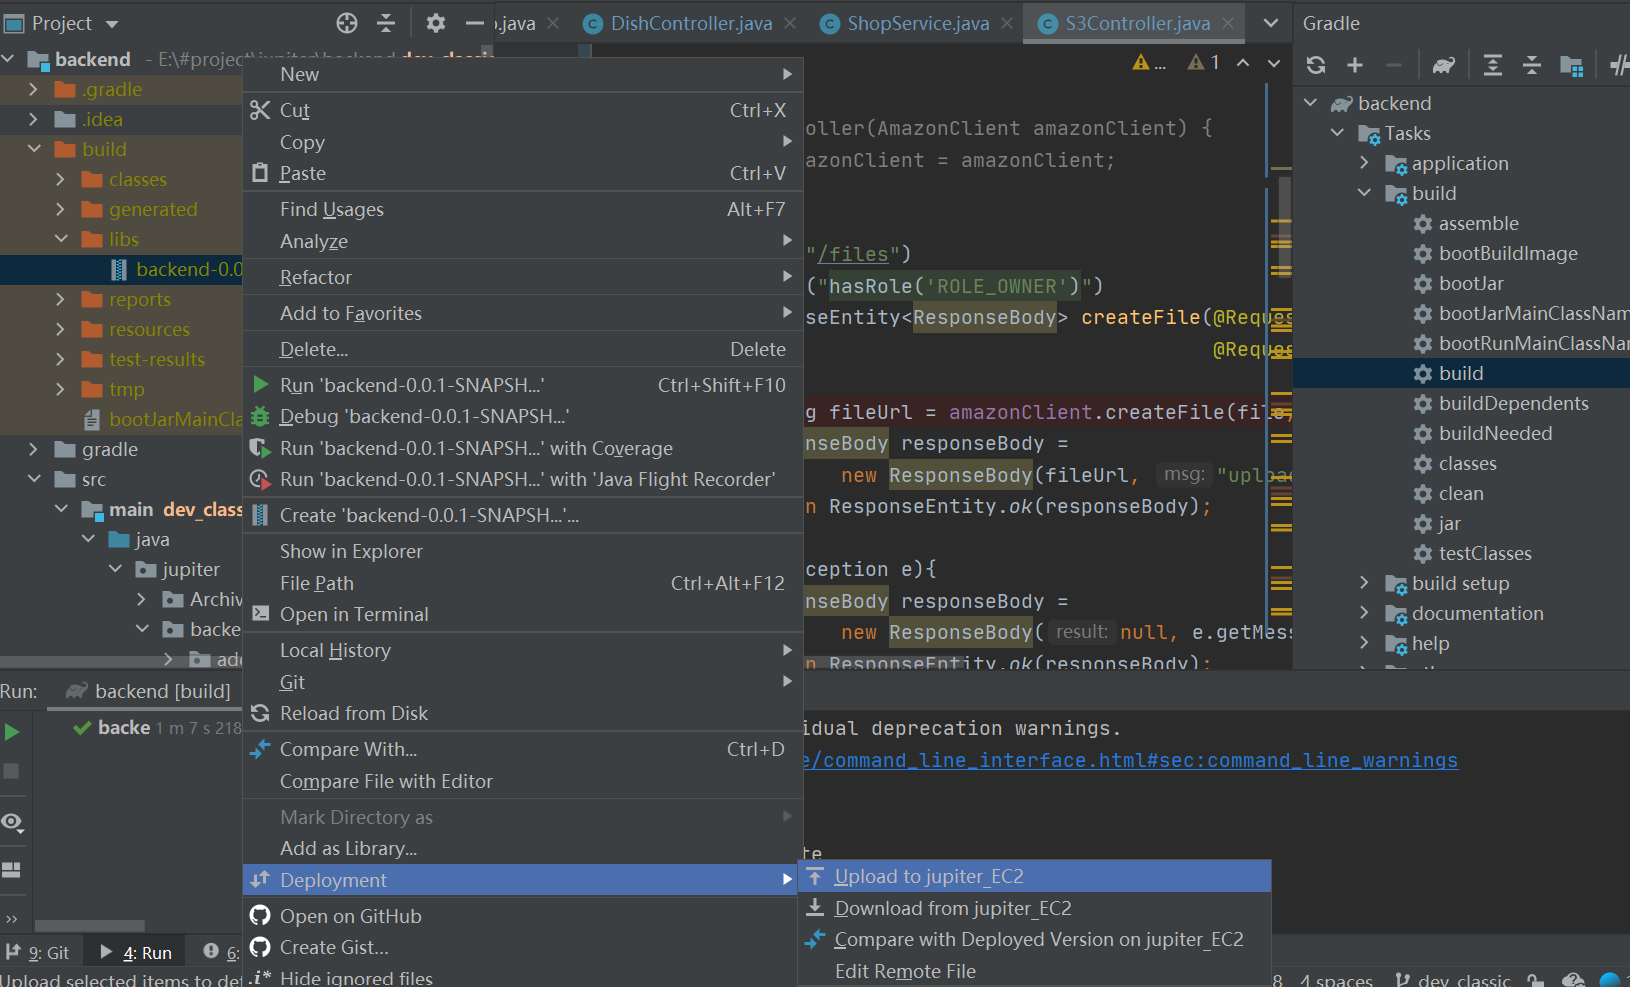 Project
.java
DishController.java
ShopService.java
S3Controller.java
Gradle
backend - E:\#project\jupiter\backend dev_classic
.gradle
.idea
build
classes
generated
libs
backend-0.0
reports
resources
test-results
tmp
bootJarMainCla
gradle
src
main dev_class
java
jupiter
Archiv
backe
add
New
Cut Ctrl+X
Copy
Paste Ctrl+V
Find Usages Alt+F7
Analyze
Refactor
Add to Favorites
Delete... Delete
Run 'backend-0.0.1-SNAPSH...' Ctrl+Shift+F10
Debug 'backend-0.0.1-SNAPSH...'
Run 'backend-0.0.1-SNAPSH...' with Coverage
Run 'backend-0.0.1-SNAPSH...' with 'Java Flight Recorder'
Create 'backend-0.0.1-SNAPSH...'...
Show in Explorer
File Path Ctrl+Alt+F12
Open in Terminal
Local History
Git
Reload from Disk
Compare With... Ctrl+D
Compare File with Editor
Mark Directory as
Add as Library...
Deployment
Open on GitHub
Create Gist...
Hide ignored files
Upload to jupiter_EC2
Download from jupiter_EC2
Compare with Deployed Version on jupiter_EC2
Edit Remote File
... 1
oller(AmazonClient amazonClient) {
azonClient = amazonClient;
"/files")
("hasRole('ROLE_OWNER')")
seEntity<ResponseBody> createFile(@Reques
@Reques
g fileUrl = amazonClient.createFile(file,
nseBody responseBody =
new ResponseBody(fileUrl, msg: "uploa
n ResponseEntity.ok(responseBody);
ception e){
nseBody responseBody =
new ResponseBody( result: null, e.getMess
n ResponseEntity.ok(responseBody);
backend
Tasks
application
build
assemble
bootBuildImage
bootJar
bootJarMainClassNam
bootRunMainClassNam
build
buildDependents
buildNeeded
classes
clean
jar
testClasses
build setup
documentation
help
Run: backend [build]
backe 1 m 7 s 218
idual deprecation warnings.
e/command_line_interface.html#sec:command_line_warnings
te
9: Git
4: Run
6:
Upload selected items to def
8 4 spaces dev_classic